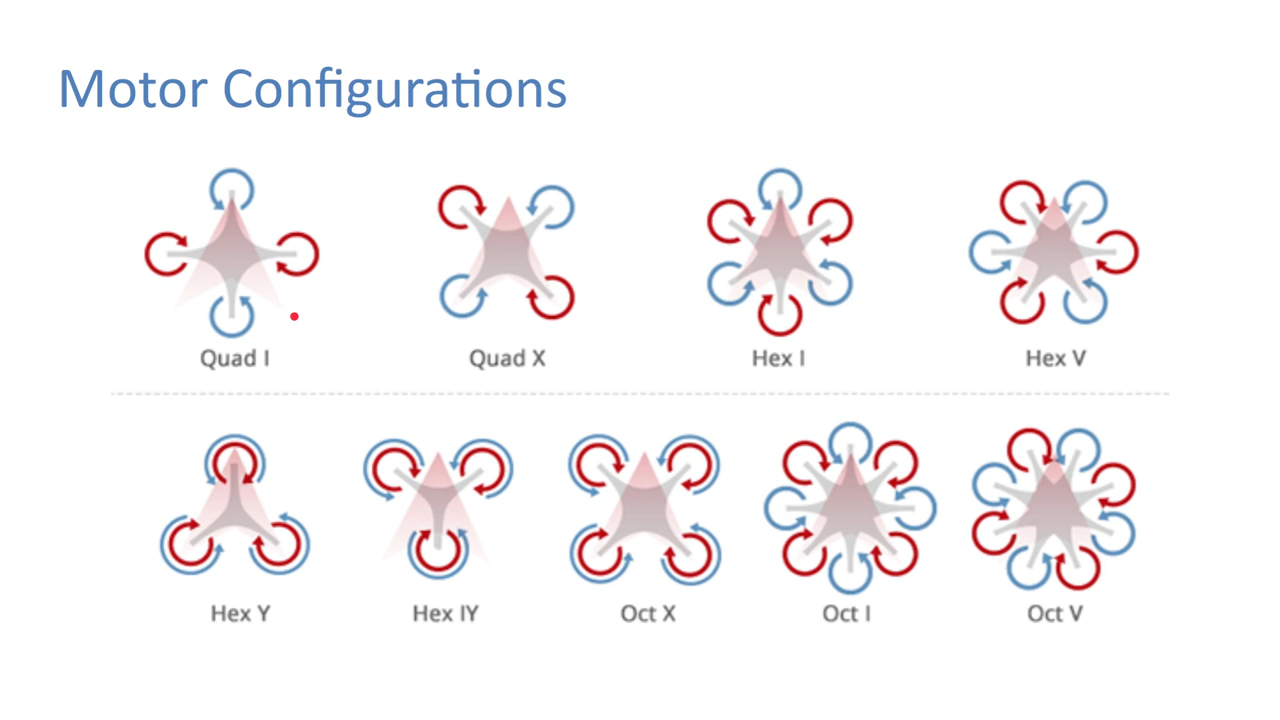 Motor Configurations
Quad I
Quad X
Hex I
Hex V
Hex Y
Hex IY
Oct X
Oct I
Oct V